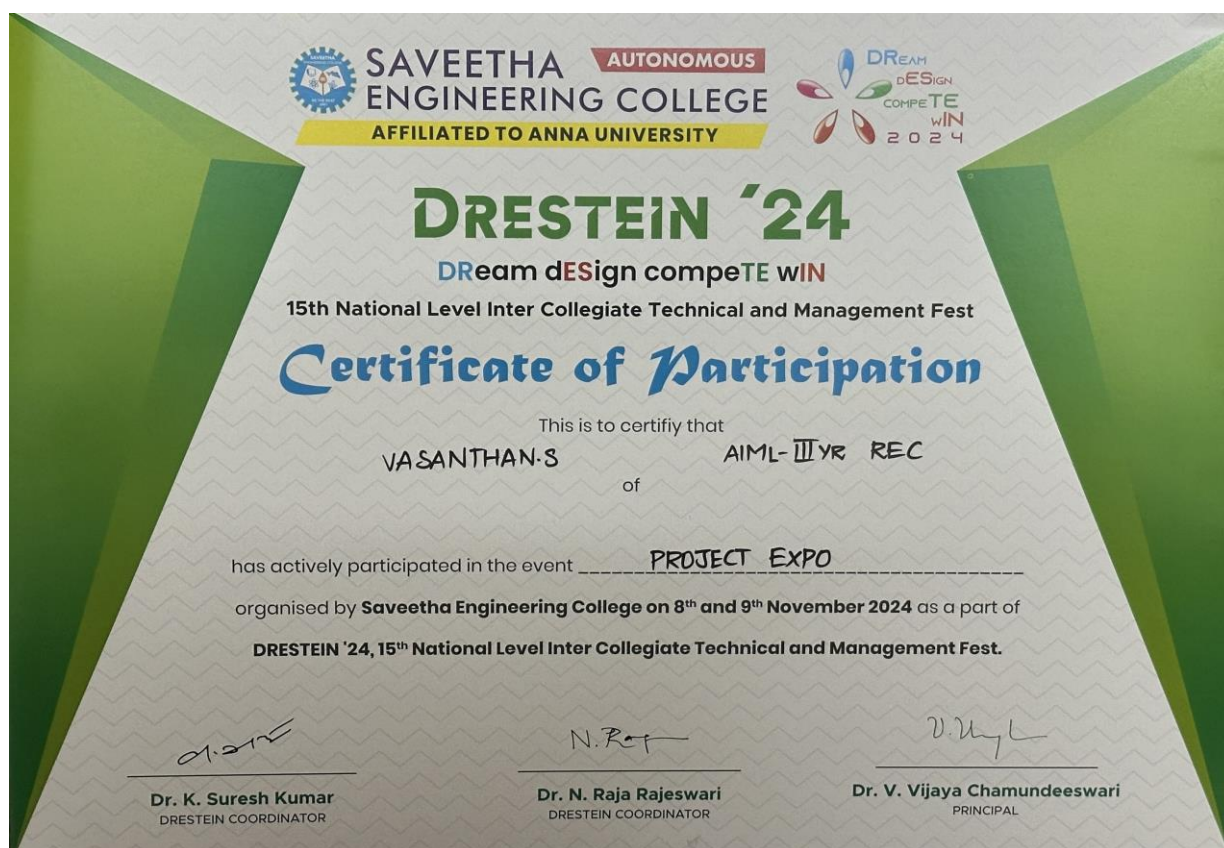 SAVEETHA AUTONOMOUS
ENGINEERING COLLEGE
AFFILIATED TO ANNA UNIVERSITY
DREAM
DESIGN
COMPETE
WIN
2024
DRESTEIN '24
DReam dESign compeTE wIN
15th National Level Inter Collegiate Technical and Management Fest
Certificate of Participation
This is to certifiy that
VASANTHAN.S AIML-III YR REC
of
has actively participated in the event PROJECT EXPO
organised by Saveetha Engineering College on 8th and 9th November 2024 as a part of
DRESTEIN '24, 15th National Level Inter Collegiate Technical and Management Fest.
N. Raj
Dr. K. Suresh Kumar
DRESTEIN COORDINATOR
Dr. N. Raja Rajeswari
DRESTEIN COORDINATOR
Dr. V. Vijaya Chamundeeswari
PRINCIPAL